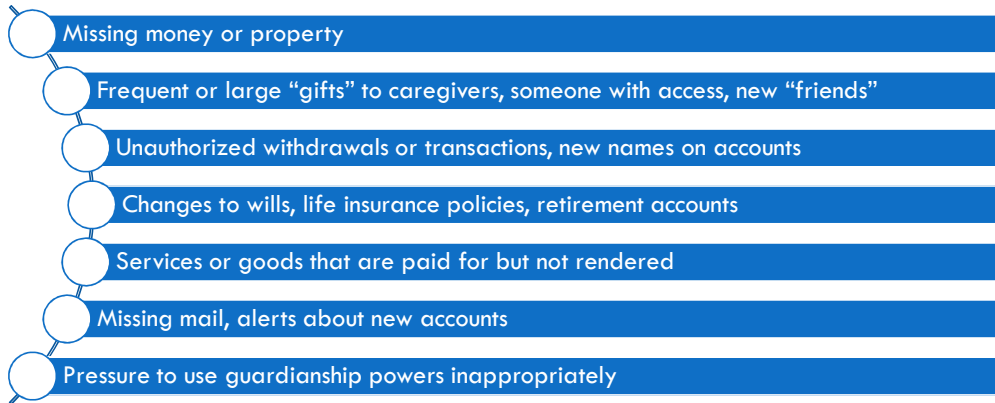 Missing money or property
Frequent or large “gifts” to caregivers, someone with access, new “friends”
Unauthorized withdrawals or transactions, new names on accounts
Changes to wills, life insurance policies, retirement accounts
Services or goods that are paid for but not rendered
Missing mail, alerts about new accounts
Pressure to use guardianship powers inappropriately